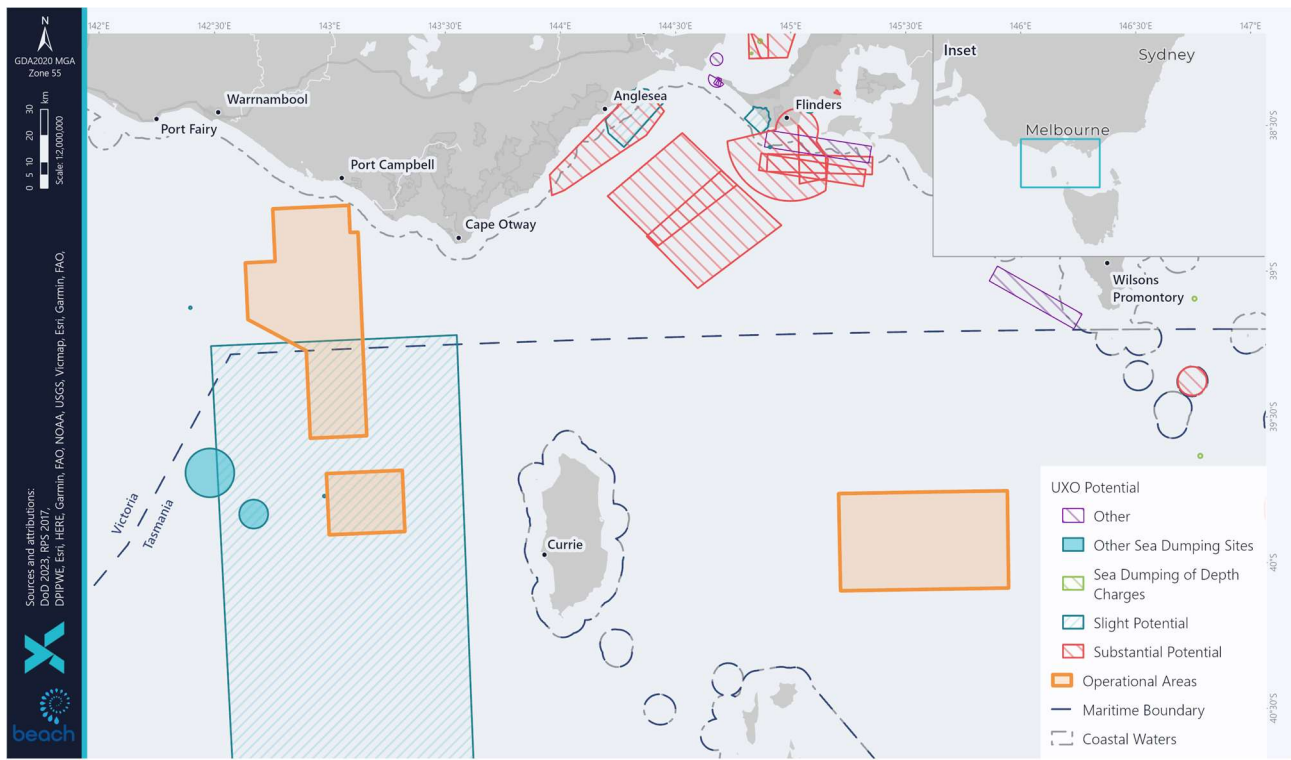 142°E
142°30'E
143°E
143°30'E
144°E
144°30'E
145°E
145°30'E
146°E
146°30'E
147°E
N
GDA2020 MGA
Zone 55
km
30
20
10
5
0
Scale: 1:2,000,000
Sources and attributions:
DoD 2023, RPS 2017,
DPIPWE, Esri, HERE, Garmin, FAO, NOAA, USGS, Vicmap, Esri, Garmin, FAO,
beach
Warrnambool
Port Fairy
Port Campbell
Cape Otway
Anglesea
Flinders
Inset
Sydney
Melbourne
Wilsons
Promontory
Victoria
Tasmania
Currie
38°30'S
39°S
39°30'S
40°S
40°30'S
UXO Potential
Other
Other Sea Dumping Sites
Sea Dumping of Depth
Charges
Slight Potential
Substantial Potential
Operational Areas
Maritime Boundary
Coastal Waters